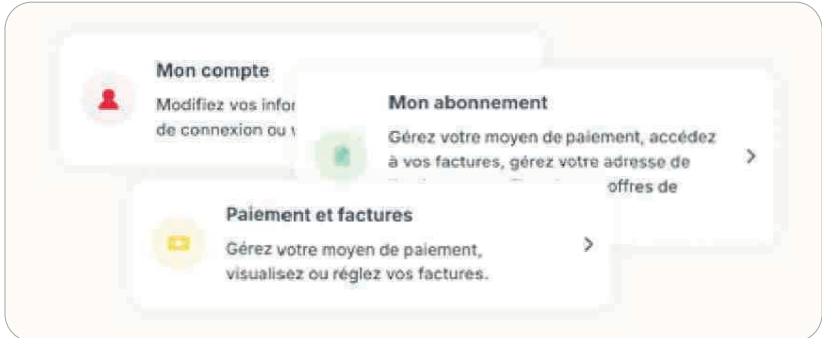 Mon compte
Modifiez vos infor
de connexion ou v
Mon abonnement
Gérez votre moyen de paiement, accédez
à vos factures, gérez votre adresse de
offres de
Paiement et factures
Gérez votre moyen de paiement,
visualisez ou réglez vos factures.